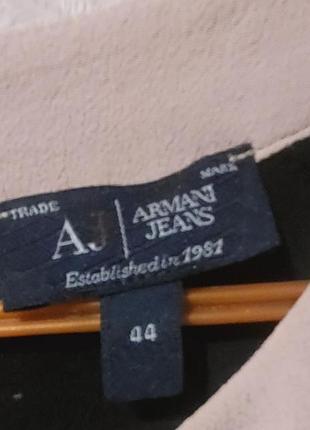 TRADE MARK
AJ ARMANI
JEANS
Established in 1981
44